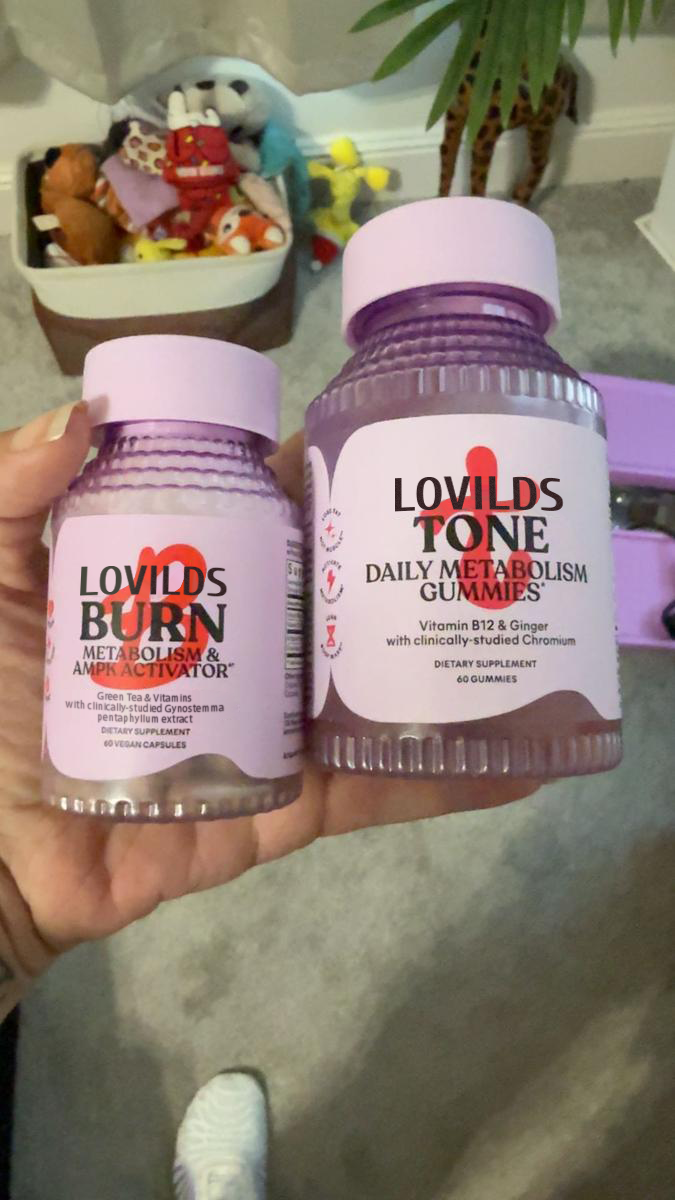 LOVILDS
BURN
METABOLISM &
AMPK ACTIVATOR*
Green Tea & Vitamins
with clinically-studied Gynostemma
pentaphyllum extract
DIETARY SUPPLEMENT
60 VEGAN CAPSULES
LOVILDS
TONE
DAILY METABOLISM
GUMMIES*
Vitamin B12 & Ginger
with clinically-studied Chromium
DIETARY SUPPLEMENT
60 GUMMIES